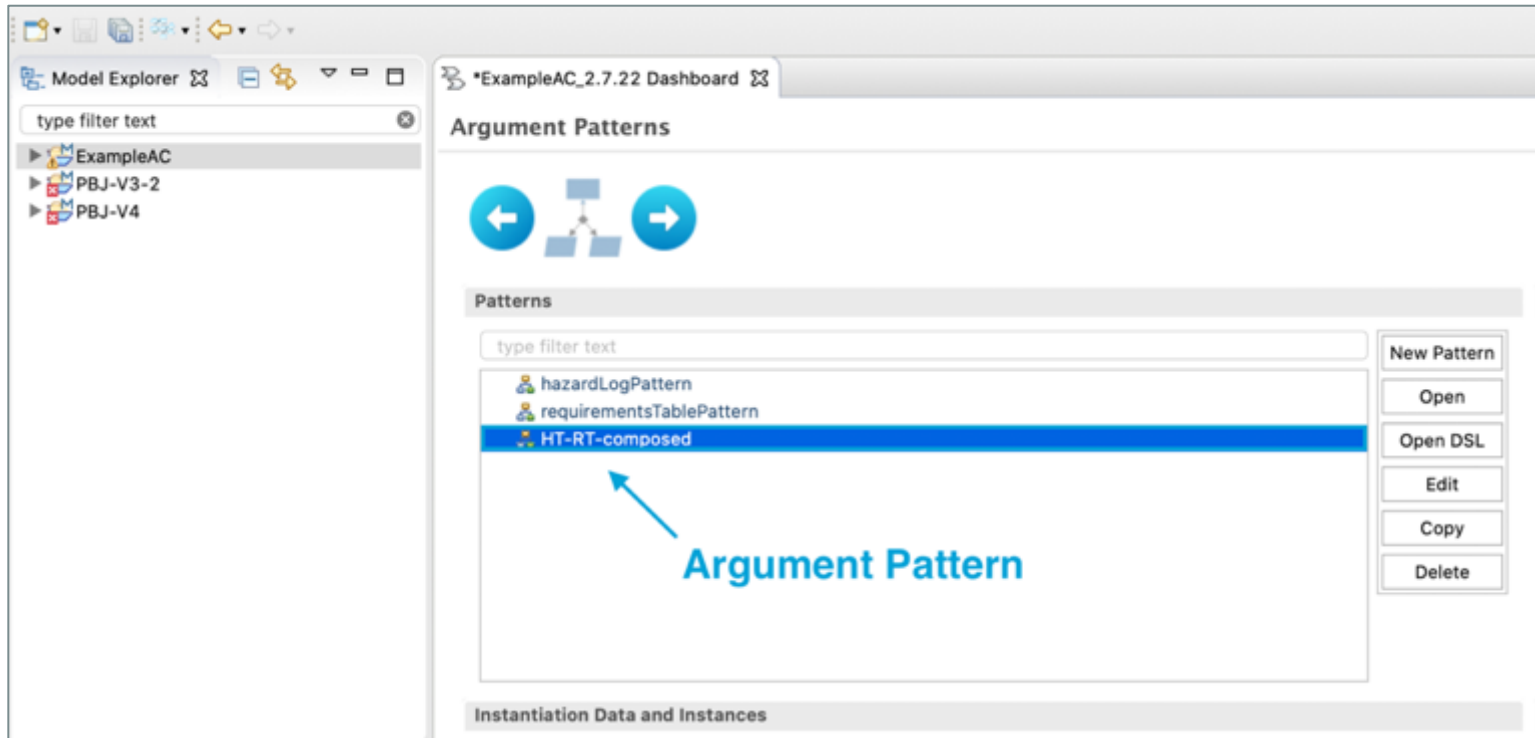 Model Explorer
type filter text
ExampleAC
PBJ-V3-2
PBJ-V4
*ExampleAC_2.7.22 Dashboard
Argument Patterns
Patterns
type filter text
hazardLogPattern
requirementsTablePattern
HT-RT-composed
Argument Pattern
New Pattern
Open
Open DSL
Edit
Copy
Delete
Instantiation Data and Instances